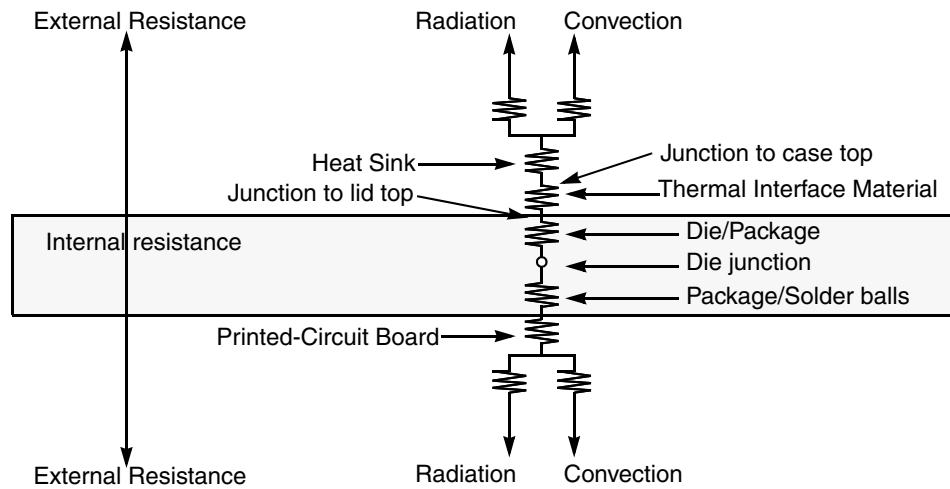 External Resistance
Radiation
Convection
Heat Sink
Junction to case top
Thermal Interface Material
Junction to lid top
Internal resistance
Die/Package
Die junction
Package/Solder balls
Printed-Circuit Board
External Resistance
Radiation
Convection